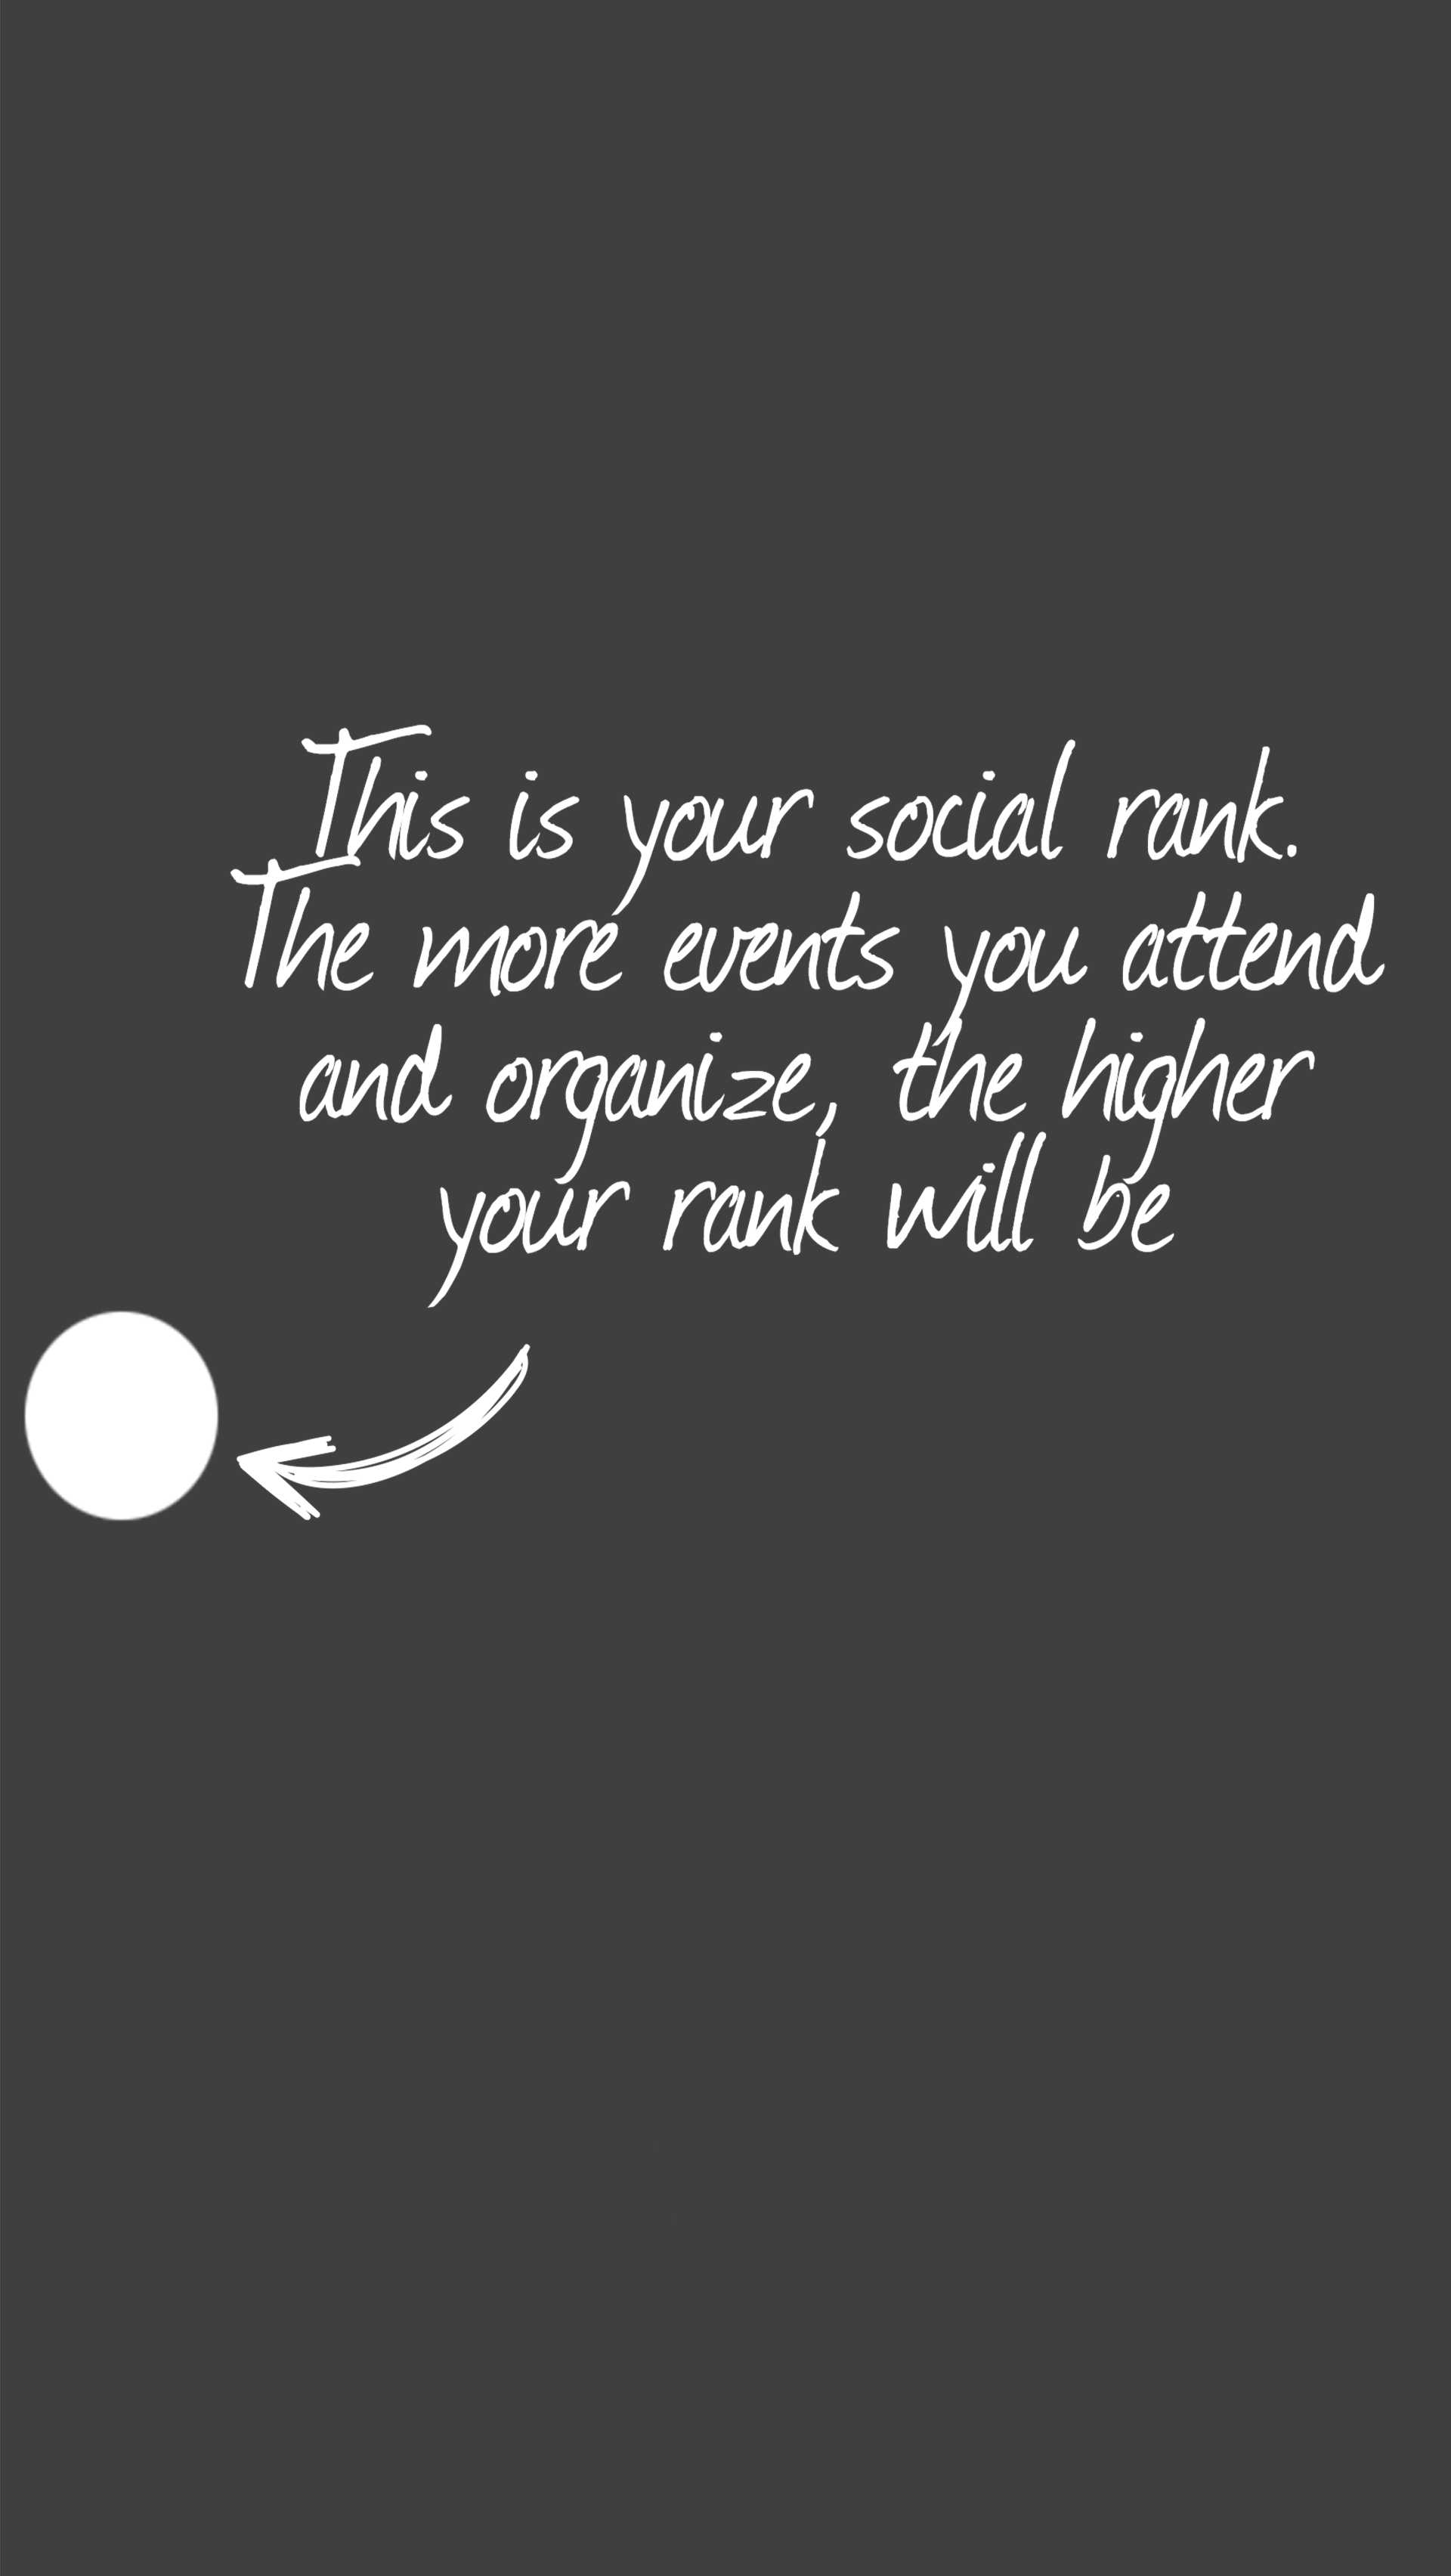 This is your social rank.
The more events you attend
and organize, the higher
your rank will be